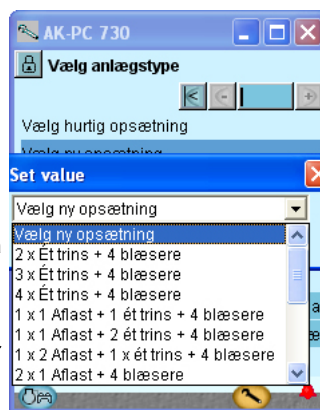 AK-PC 730
Vælg anlægstype
Vælg hurtig opsætning
Vælg ny opsætning
Set value
Vælg ny opsætning
Vælg ny opsætning
2 x Ét trins + 4 blæsere
3 x Ét trins + 4 blæsere
4 x Ét trins + 4 blæsere
1 x 1 Aflast + 1 ét trins + 4 blæsere
1 x 1 Aflast + 2 ét trins + 4 blæsere
1 x 2 Aflast + 1 x ét trins + 4 blæsere
2 x 1 Aflast + 4 blæsere